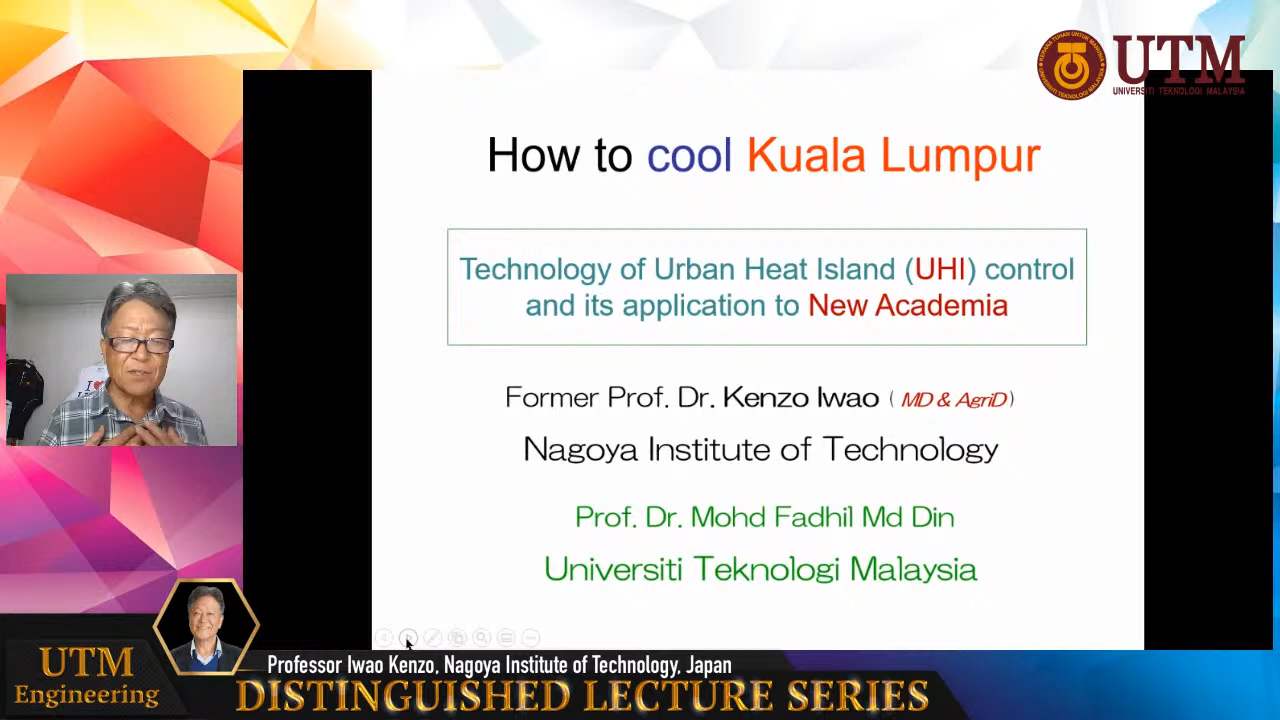 UTM
UNIVERSITI TEKNOLOGI MALAYSIA
How to cool Kuala Lumpur
Technology of Urban Heat Island (UHI) control
and its application to New Academia
Former Prof. Dr. Kenzo Iwao ( MD & AgriD )
Nagoya Institute of Technology
Prof. Dr. Mohd Fadhil Md Din
Universiti Teknologi Malaysia
UTM
Engineering
Professor Iwao Kenzo, Nagoya Institute of Technology, Japan
DISTINGUISHED LECTURE SERIES